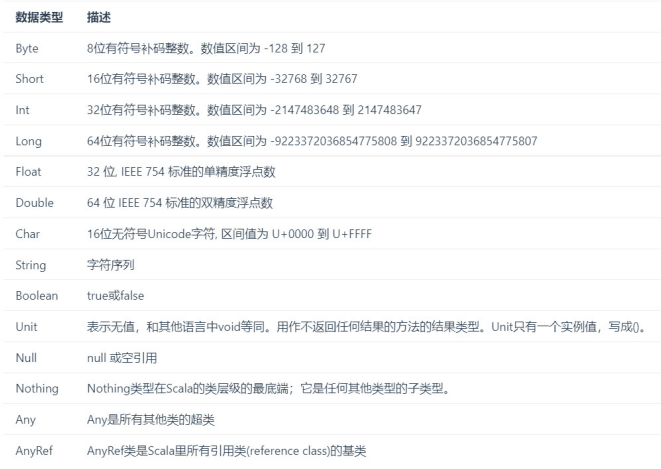 数据类型 描述
Byte 8位有符号补码整数。数值区间为 -128 到 127
Short 16位有符号补码整数。数值区间为 -32768 到 32767
Int 32位有符号补码整数。数值区间为 -2147483648 到 2147483647
Long 64位有符号补码整数。数值区间为 -9223372036854775808 到 9223372036854775807
Float 32 位, IEEE 754 标准的单精度浮点数
Double 64 位 IEEE 754 标准的双精度浮点数
Char 16位无符号Unicode字符, 区间值为 U+0000 到 U+FFFF
String 字符序列
Boolean true或false
Unit 表示无值，和其他语言中void等同。用作不返回任何结果的方法的结果类型。Unit只有一个实例值，写成()。
Null null 或空引用
Nothing Nothing类型在Scala的类层级的最底端；它是任何其他类型的子类型。
Any Any是所有其他类的超类
AnyRef AnyRef类是Scala里所有引用类(reference class)的基类